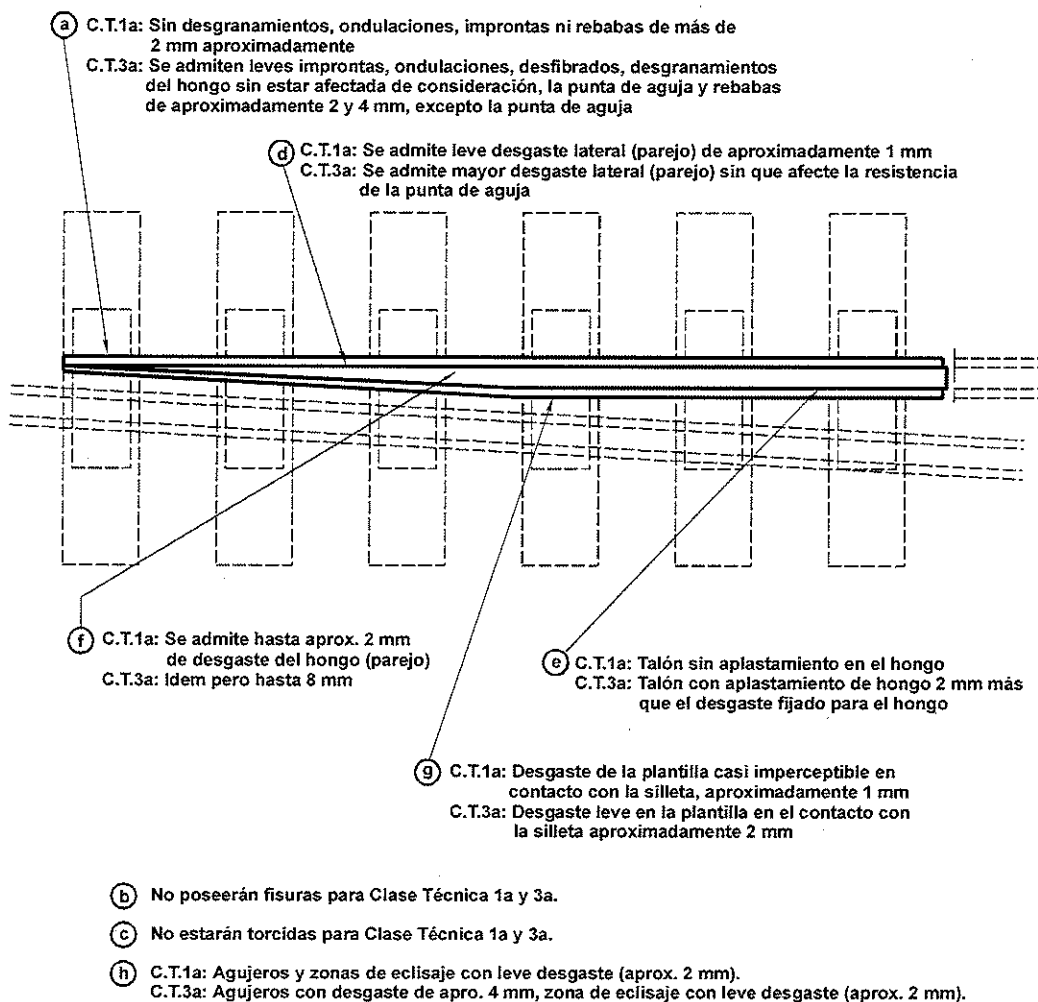 a C.T.1a: Sin desgranamientos, ondulaciones, improntas ni rebabas de más de
2 mm aproximadamente
C.T.3a: Se admiten leves improntas, ondulaciones, desfibrados, desgranamientos
del hongo sin estar afectada de consideración, la punta de aguja y rebabas
de aproximadamente 2 y 4 mm, excepto la punta de aguja
d C.T.1a: Se admite leve desgaste lateral (parejo) de aproximadamente 1 mm
C.T.3a: Se admite mayor desgaste lateral (parejo) sin que afecte la resistencia
de la punta de aguja
f C.T.1a: Se admite hasta aprox. 2 mm
de desgaste del hongo (parejo)
C.T.3a: Idem pero hasta 8 mm
e C.T.1a: Talón sin aplastamiento en el hongo
C.T.3a: Talón con aplastamiento de hongo 2 mm más
que el desgaste fijado para el hongo
g C.T.1a: Desgaste de la plantilla casi imperceptible en
contacto con la silleta, aproximadamente 1 mm
C.T.3a: Desgaste leve en la plantilla en el contacto con
la silleta aproximadamente 2 mm
b No poseerán fisuras para Clase Técnica 1a y 3a.
c No estarán torcidas para Clase Técnica 1a y 3a.
h C.T.1a: Agujeros y zonas de eclisaje con leve desgaste (aprox. 2 mm).
C.T.3a: Agujeros con desgaste de apro. 4 mm, zona de eclisaje con leve desgaste (aprox. 2 mm).